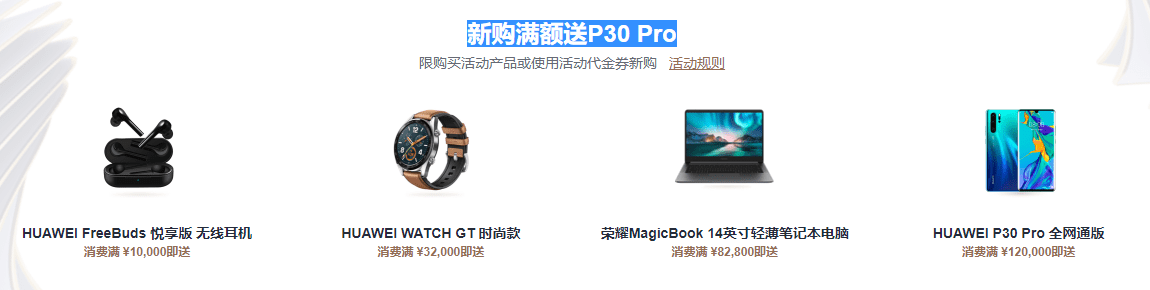 新购满额送P30 Pro
限购买活动产品或使用活动代金券新购 活动规则
HUAWEI FreeBuds 悦享版 无线耳机
消费满 ¥10,000即送
HUAWEI WATCH GT 时尚款
消费满 ¥32,000即送
荣耀MagicBook 14英寸轻薄笔记本电脑
消费满 ¥82,800即送
HUAWEI P30 Pro 全网通版
消费满 ¥120,000即送